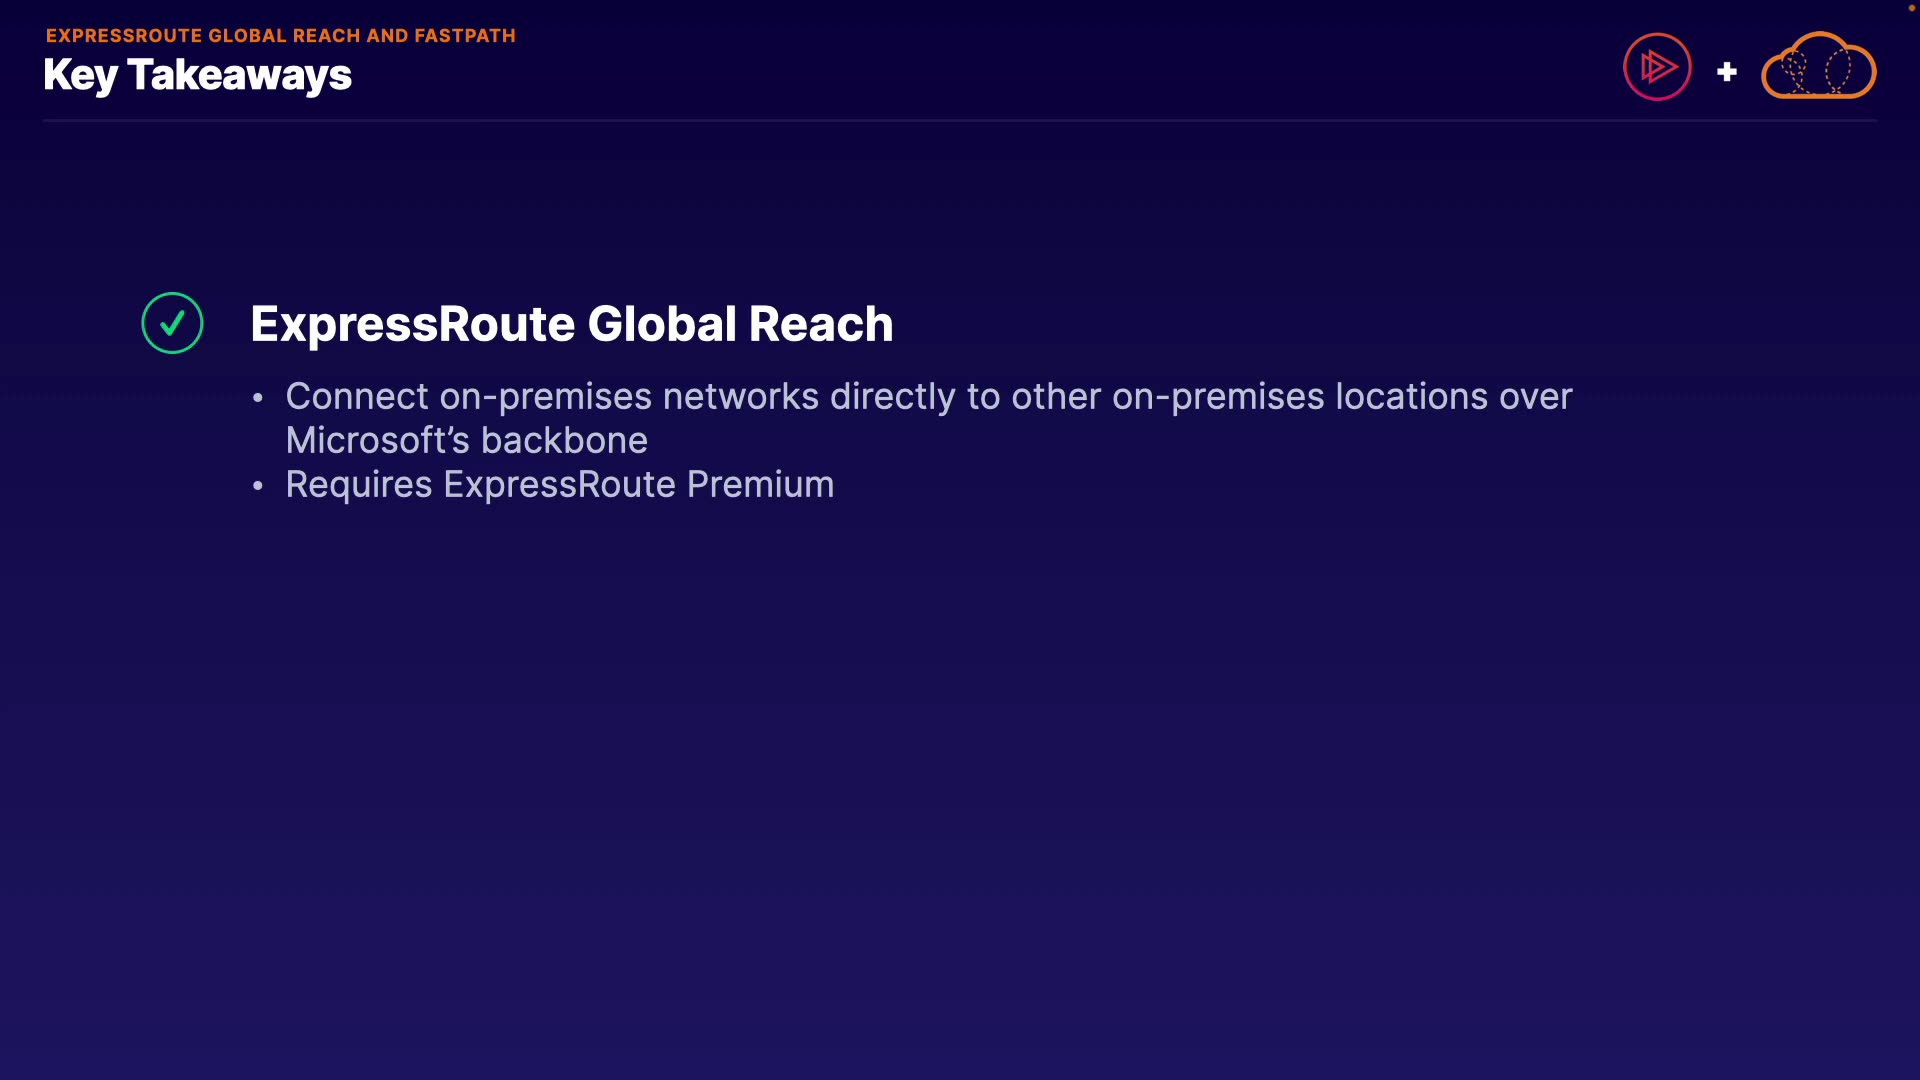 EXPRESSROUTE GLOBAL REACH AND FASTPATH
Key Takeaways
ExpressRoute Global Reach
• Connect on-premises networks directly to other on-premises locations over
Microsoft’s backbone
• Requires ExpressRoute Premium